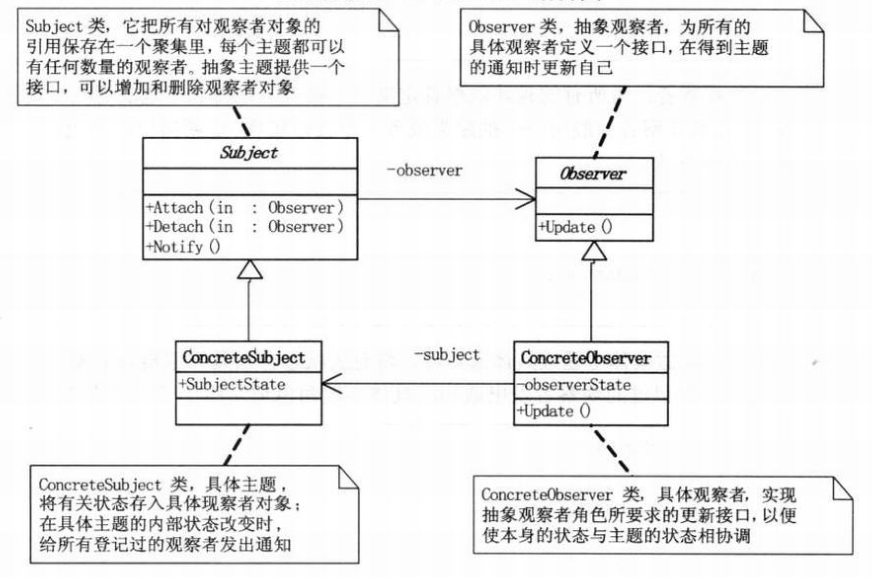 Subject 类，它把所有对观察者对象的
引用保存在一个聚集里，每个主题都可以
有任何数量的观察者。抽象主题提供一个
接口，可以增加和删除观察者对象
Observer 类，抽象观察者，为所有的
具体观察者定义一个接口，在得到主题
的通知时更新自己
Subject
+Attach(in : Observer)
+Detach(in : Observer)
+Notify()
-observer
Observer
+Update()
ConcreteSubject
+SubjectState
-subject
ConcreteObserver
-observerState
+Update()
ConcreteSubject 类，具体主题，
将有关状态存入具体现察者对象；
在具体主题的内部状态改变时，
给所有登记过的观察者发出通知
ConcreteObserver 类，具体观察者，实现
抽象观察者角色所要求的更新接口，以便
使本身的状态与主题的状态相协调